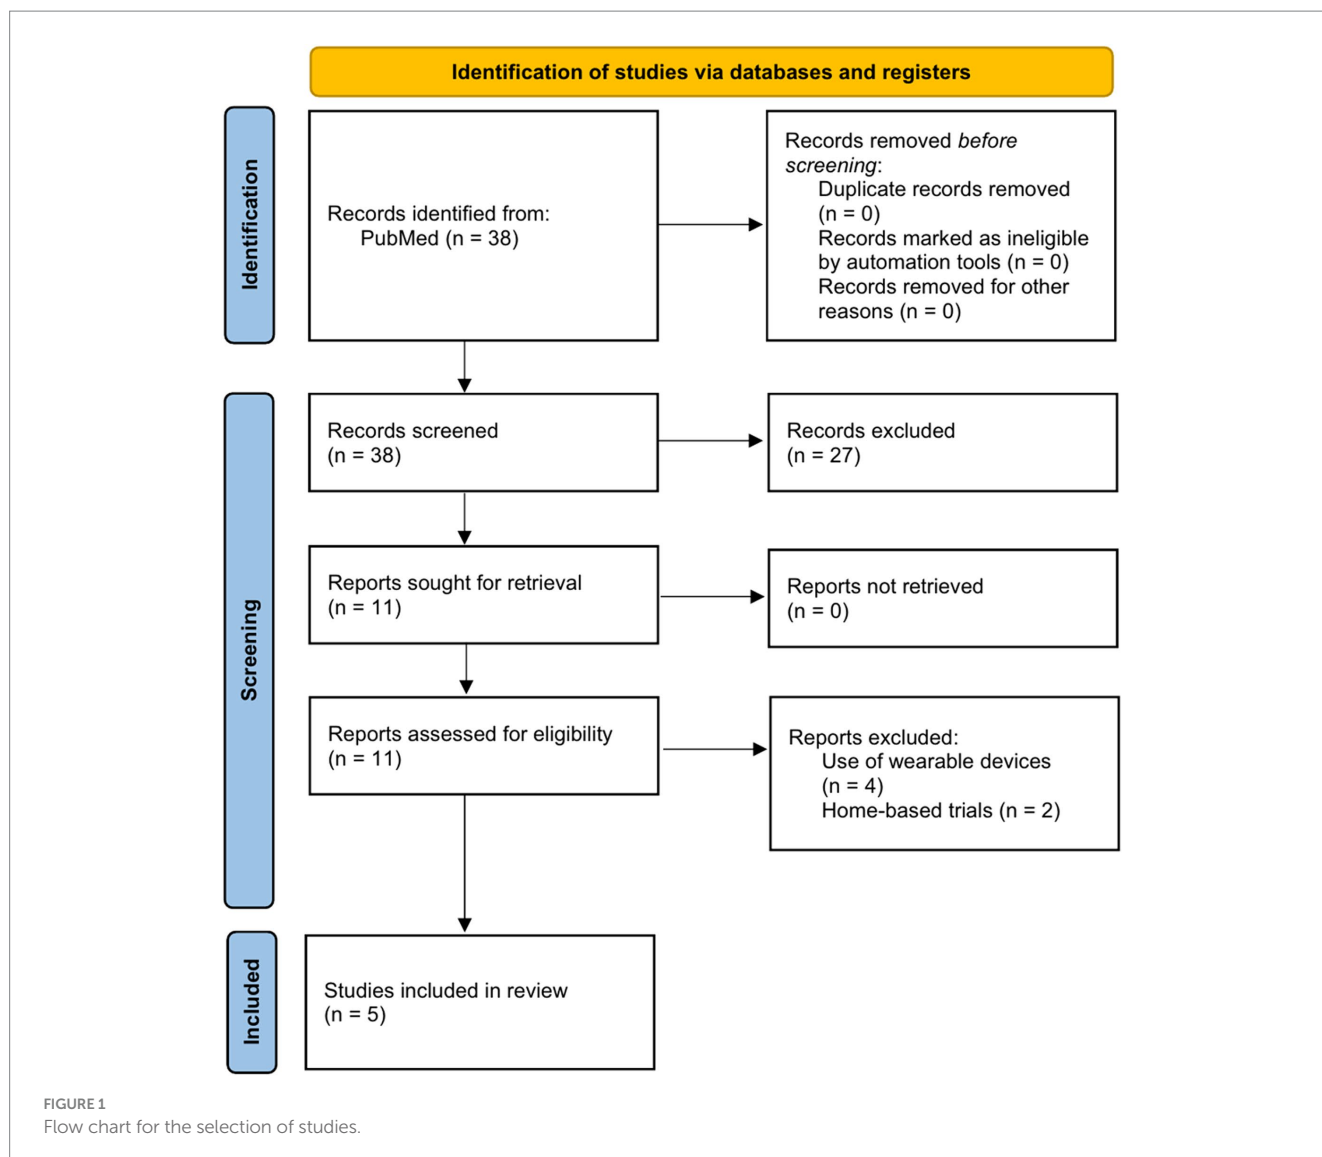 Identification of studies via databases and registers
Identification
Records identified from:
PubMed (n = 38)
Records removed before
screening:
Duplicate records removed
(n = 0)
Records marked as ineligible
by automation tools (n = 0)
Records removed for other
reasons (n = 0)
Screening
Records screened
(n = 38)
Records excluded
(n = 27)
Reports sought for retrieval
(n = 11)
Reports not retrieved
(n = 0)
Reports assessed for eligibility
(n = 11)
Reports excluded:
Use of wearable devices
(n = 4)
Home-based trials (n = 2)
Included
Studies included in review
(n = 5)
FIGURE 1
Flow chart for the selection of studies.